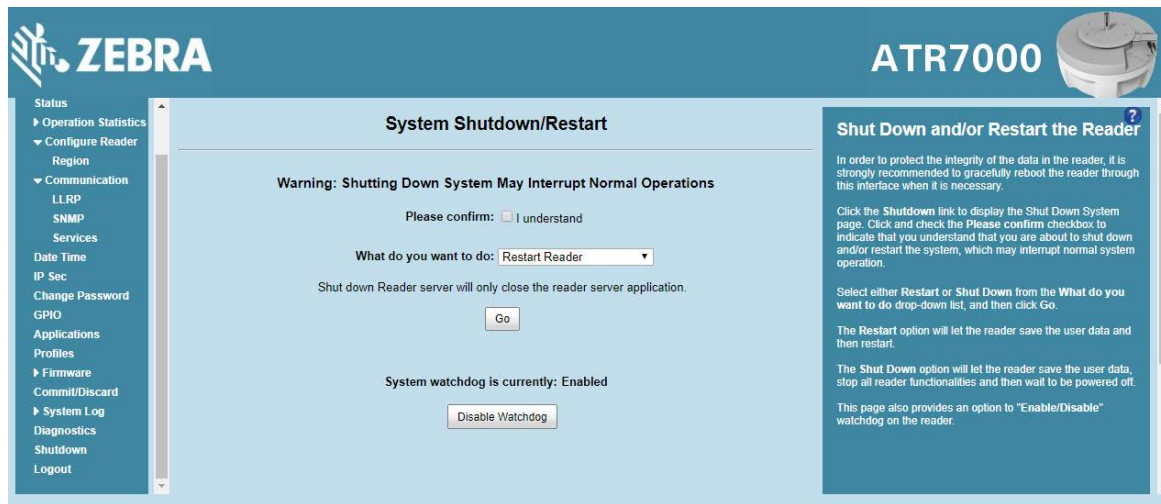 ZEBRA
ATR7000
Status
Operation Statistics
Configure Reader
Region
Communication
LLRP
SNMP
Services
Date Time
IP Sec
Change Password
GPIO
Applications
Profiles
Firmware
Commit/Discard
System Log
Diagnostics
Shutdown
Logout
System Shutdown/Restart
Warning: Shutting Down System May Interrupt Normal Operations
Please confirm: I understand
What do you want to do: Restart Reader
Shut down Reader server will only close the reader server application.
Go
System watchdog is currently: Enabled
Disable Watchdog
?
Shut Down and/or Restart the Reader
In order to protect the integrity of the data in the reader, it is
strongly recommended to gracefully reboot the reader through
this interface when it is necessary.
Click the Shutdown link to display the Shut Down System
page. Click and check the Please confirm checkbox to
indicate that you understand that you are about to shut down
and/or restart the system, which may interrupt normal system
operation.
Select either Restart or Shut Down from the What do you
want to do drop-down list, and then click Go.
The Restart option will let the reader save the user data and
then restart.
The Shut Down option will let the reader save the user data,
stop all reader functionalities and then wait to be powered off.
This page also provides an option to "Enable/Disable"
watchdog on the reader.